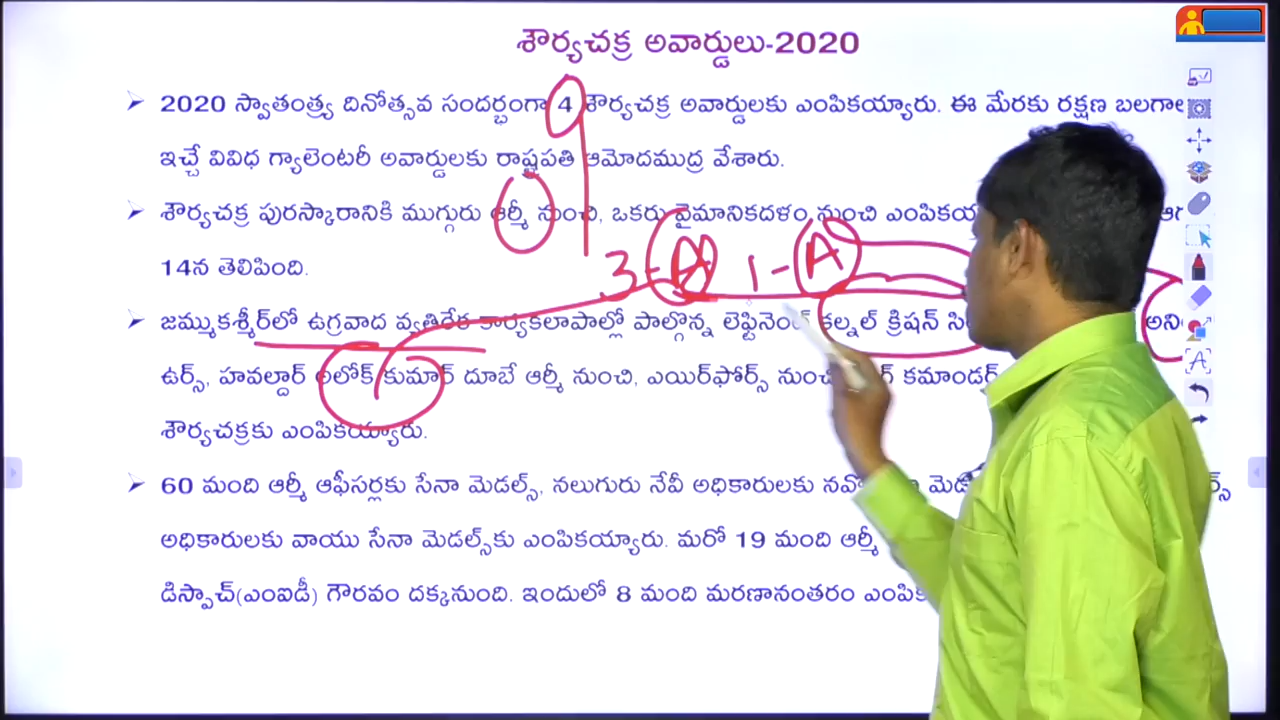 శౌర్యచక్ర అవార్డులు-2020
➢ 2020 స్వాతంత్ర్య దినోత్సవ సందర్భంగా 4 శౌర్యచక్ర అవార్డులకు ఎంపికయ్యారు. ఈ మేరకు రక్షణ
ఇచ్చే వివిధ గ్యాలెంటరీ అవార్డులకు రాష్ట్రపతి ఆమోదముద్ర వేశారు.
➢ శౌర్యచక్ర పురస్కారానికి ముగ్గురు ఆర్మీ నుంచి, ఒకరు వైమానికదళం నుంచి
14న తెలిపింది.
3 - A 1 - A
➢ జమ్ముకశ్మీర్‌లో ఉగ్రవాద వ్యతిరేక కార్యకలాపాల్లో పాల్గొన్న లెఫ్టినెంట్ కల్నల్ క్రిషన్
ఉర్స్, హవల్దార్ అలోక్ కుమార్ దూబే ఆర్మీ నుంచి, ఎయిర్‌ఫోర్స్ నుంచి కమాండర్
శౌర్యచక్రకు ఎంపికయ్యారు.
➢ 60 మంది ఆర్మీ ఆఫీసర్లకు సేనా మెడల్స్, నలుగురు నేవీ అధికారులకు
అధికారులకు వాయు సేనా మెడల్స్‌కు ఎంపికయ్యారు. మరో 19 మంది ఆర్మీ
డిస్పాచ్(ఎంఐడీ) గౌరవం దక్కనుంది. ఇందులో 8 మంది మరణానంతరం